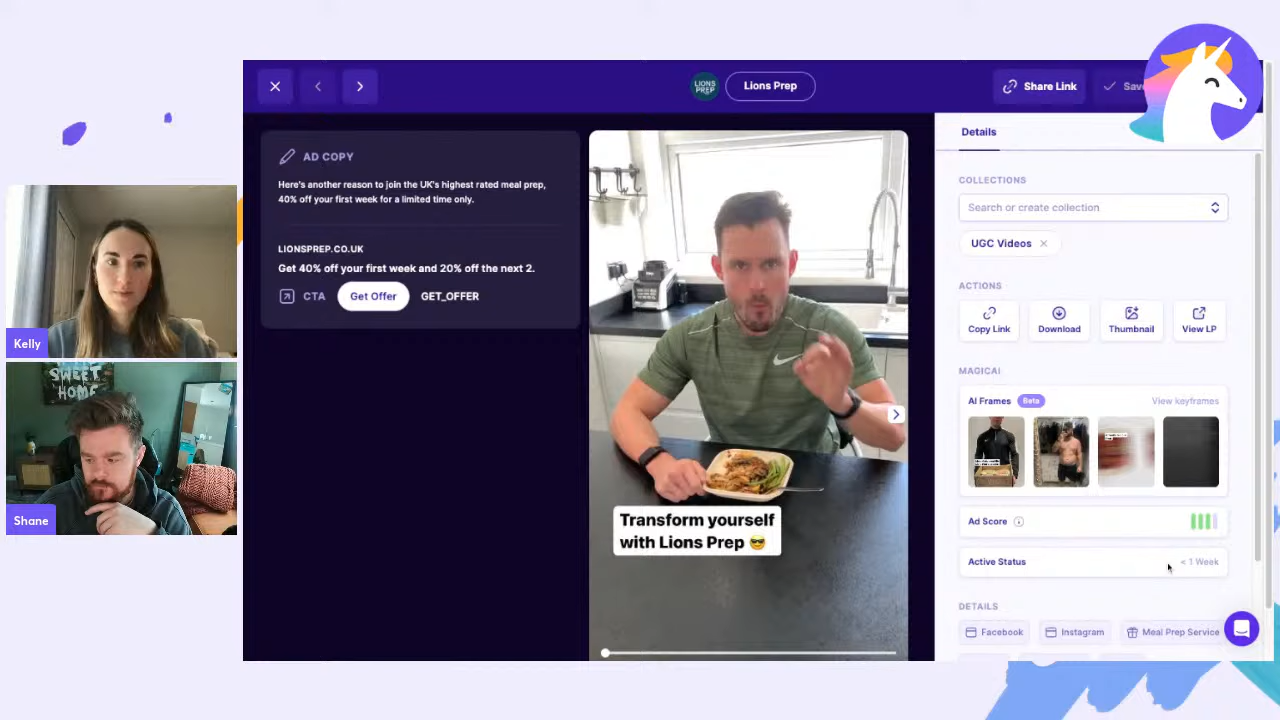 LIONS PREP
Lions Prep
Share Link
Details
AD COPY
Here's another reason to join the UK's highest rated meal prep,
40% off your first week for a limited time only.
LIONSPREP.CO.UK
Get 40% off your first week and 20% off the next 2.
CTA
Get Offer
GET_OFFER
Transform yourself
with Lions Prep 😎
COLLECTIONS
Search or create collection
UGC Videos
ACTIONS
Copy Link
Download
Thumbnail
View LP
MAGICAI
AI Frames
Beta
View keyframes
Ad Score
Active Status
< 1 Week
DETAILS
Facebook
Instagram
Meal Prep Service
SWEET
HOME
Kelly
Shane